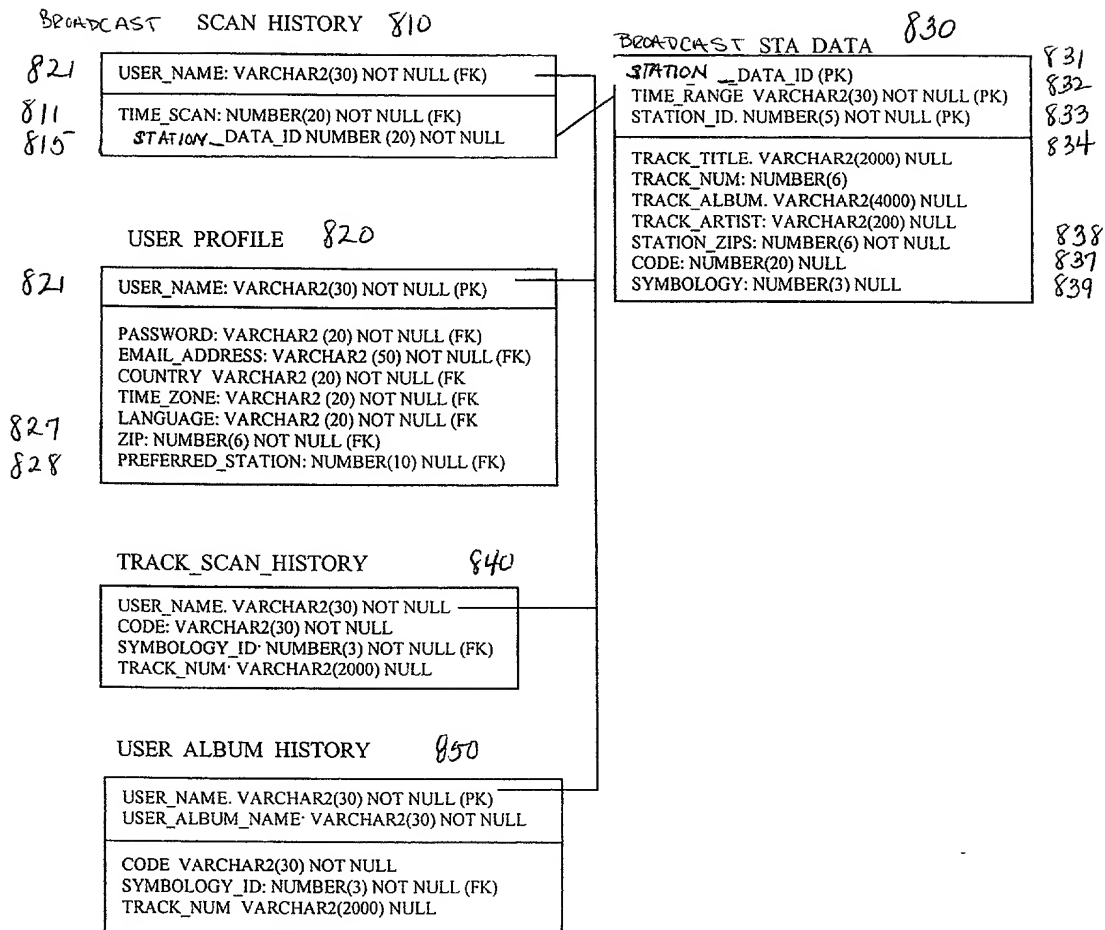 BROADCAST SCAN HISTORY 810
821 USER_NAME: VARCHAR2(30) NOT NULL (FK)
811 TIME_SCAN: NUMBER(20) NOT NULL (FK)
815 STATION_DATA_ID NUMBER (20) NOT NULL
BROADCAST STA DATA 830
831
STATION _DATA_ID (PK) 832
TIME_RANGE VARCHAR2(30) NOT NULL (PK)
STATION_ID. NUMBER(5) NOT NULL (PK) 833
834
TRACK_TITLE. VARCHAR2(2000) NULL
TRACK_NUM: NUMBER(6)
TRACK_ALBUM. VARCHAR2(4000) NULL
TRACK_ARTIST: VARCHAR2(200) NULL
STATION_ZIPS: NUMBER(6) NOT NULL 838
CODE: NUMBER(20) NULL 837
SYMBOLOGY: NUMBER(3) NULL 839
USER PROFILE 820
821 USER_NAME: VARCHAR2(30) NOT NULL (PK)
PASSWORD: VARCHAR2 (20) NOT NULL (FK)
EMAIL_ADDRESS: VARCHAR2 (50) NOT NULL (FK)
COUNTRY VARCHAR2 (20) NOT NULL (FK
TIME_ZONE: VARCHAR2 (20) NOT NULL (FK
LANGUAGE: VARCHAR2 (20) NOT NULL (FK
827 ZIP: NUMBER(6) NOT NULL (FK)
828 PREFERRED_STATION: NUMBER(10) NULL (FK)
TRACK_SCAN_HISTORY 840
USER_NAME. VARCHAR2(30) NOT NULL
CODE: VARCHAR2(30) NOT NULL
SYMBOLOGY_ID· NUMBER(3) NOT NULL (FK)
TRACK_NUM· VARCHAR2(2000) NULL
USER ALBUM HISTORY 850
USER_NAME. VARCHAR2(30) NOT NULL (PK)
USER_ALBUM_NAME· VARCHAR2(30) NOT NULL
CODE VARCHAR2(30) NOT NULL
SYMBOLOGY_ID: NUMBER(3) NOT NULL (FK)
TRACK_NUM VARCHAR2(2000) NULL